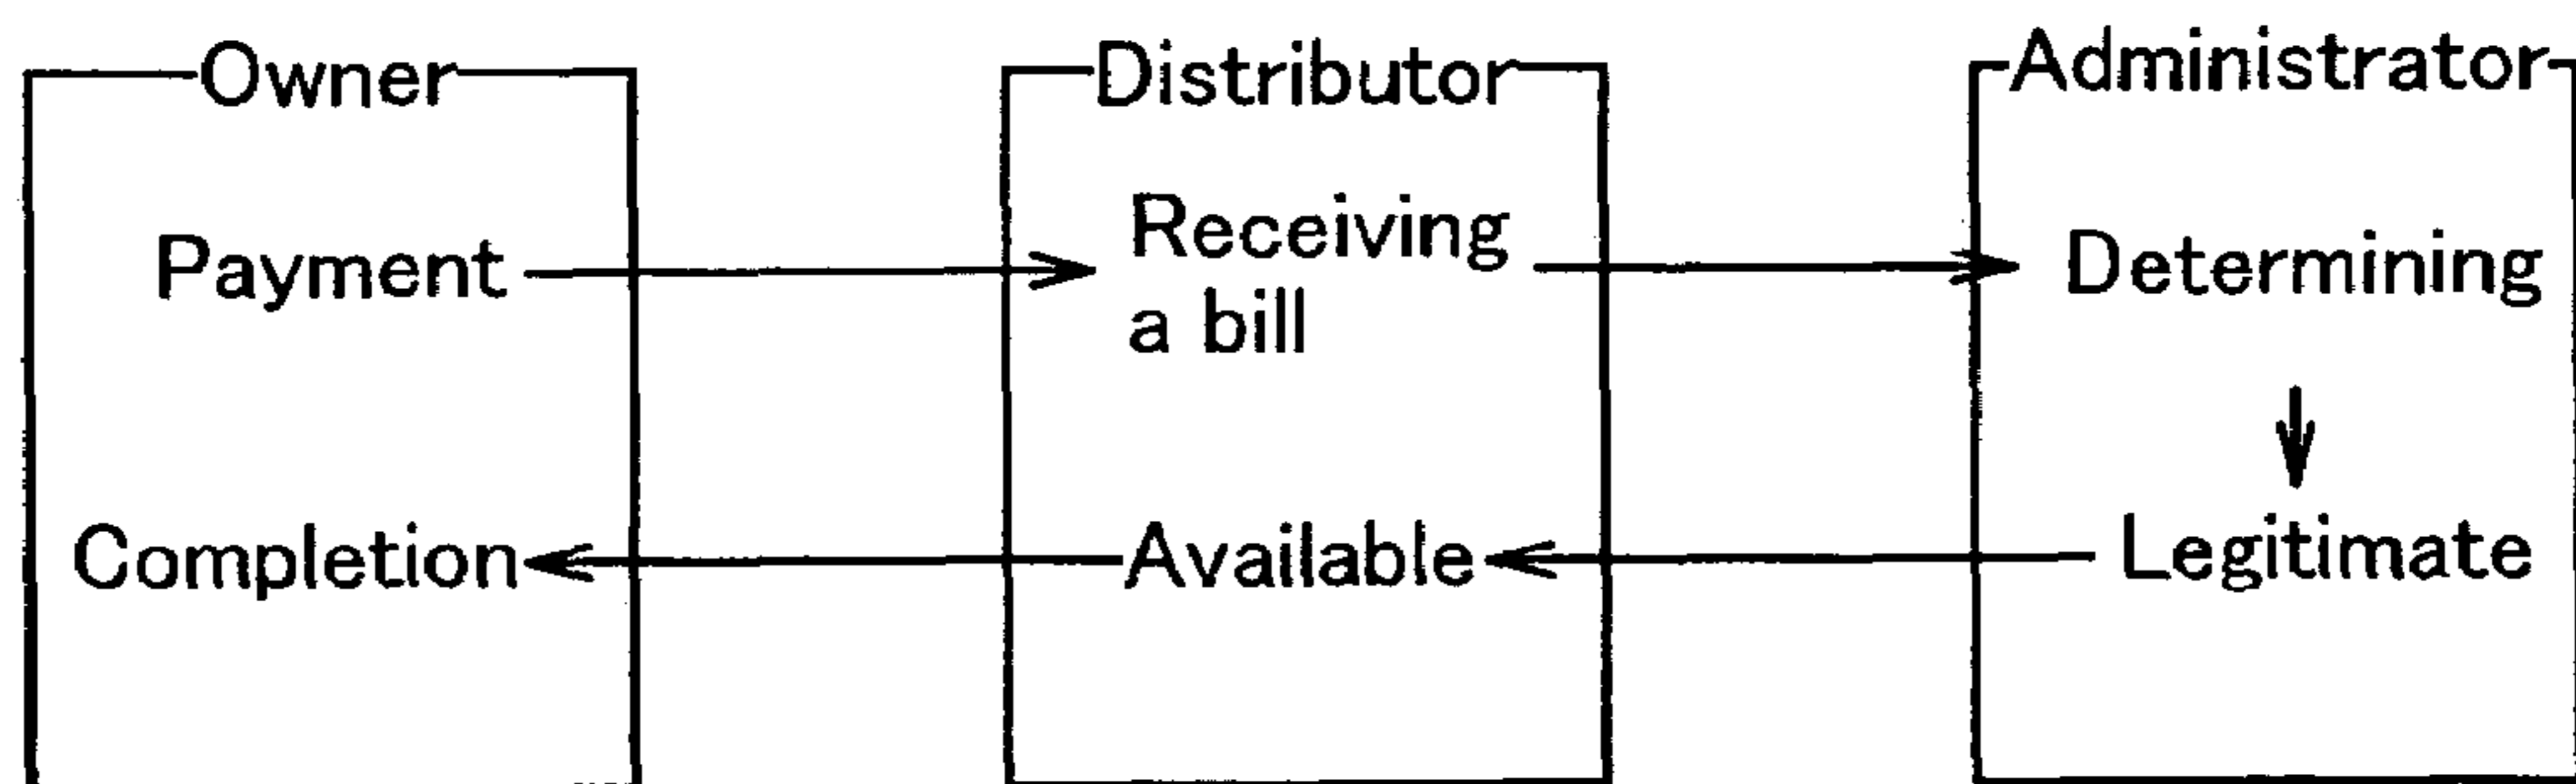 Owner
Payment
Completion
Distributor
Receiving
a bill
Available
Administrator
Determining
Legitimate